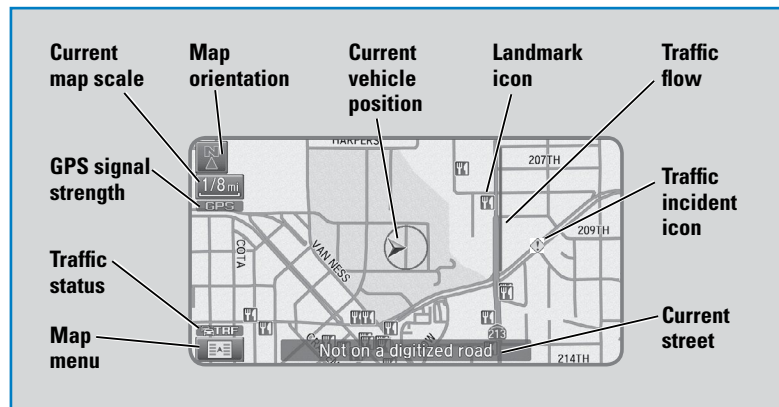 Current
map scale
Map
orientation
Current
vehicle
position
Landmark
icon
Traffic
flow
GPS signal
strength
Traffic
status
Map
menu
Traffic
incident
icon
Current
street
N
HARPERS
1/8 mi
GPS
207TH
209TH
COTA
VAN NESS
TRF
213
Not on a digitized road
214TH